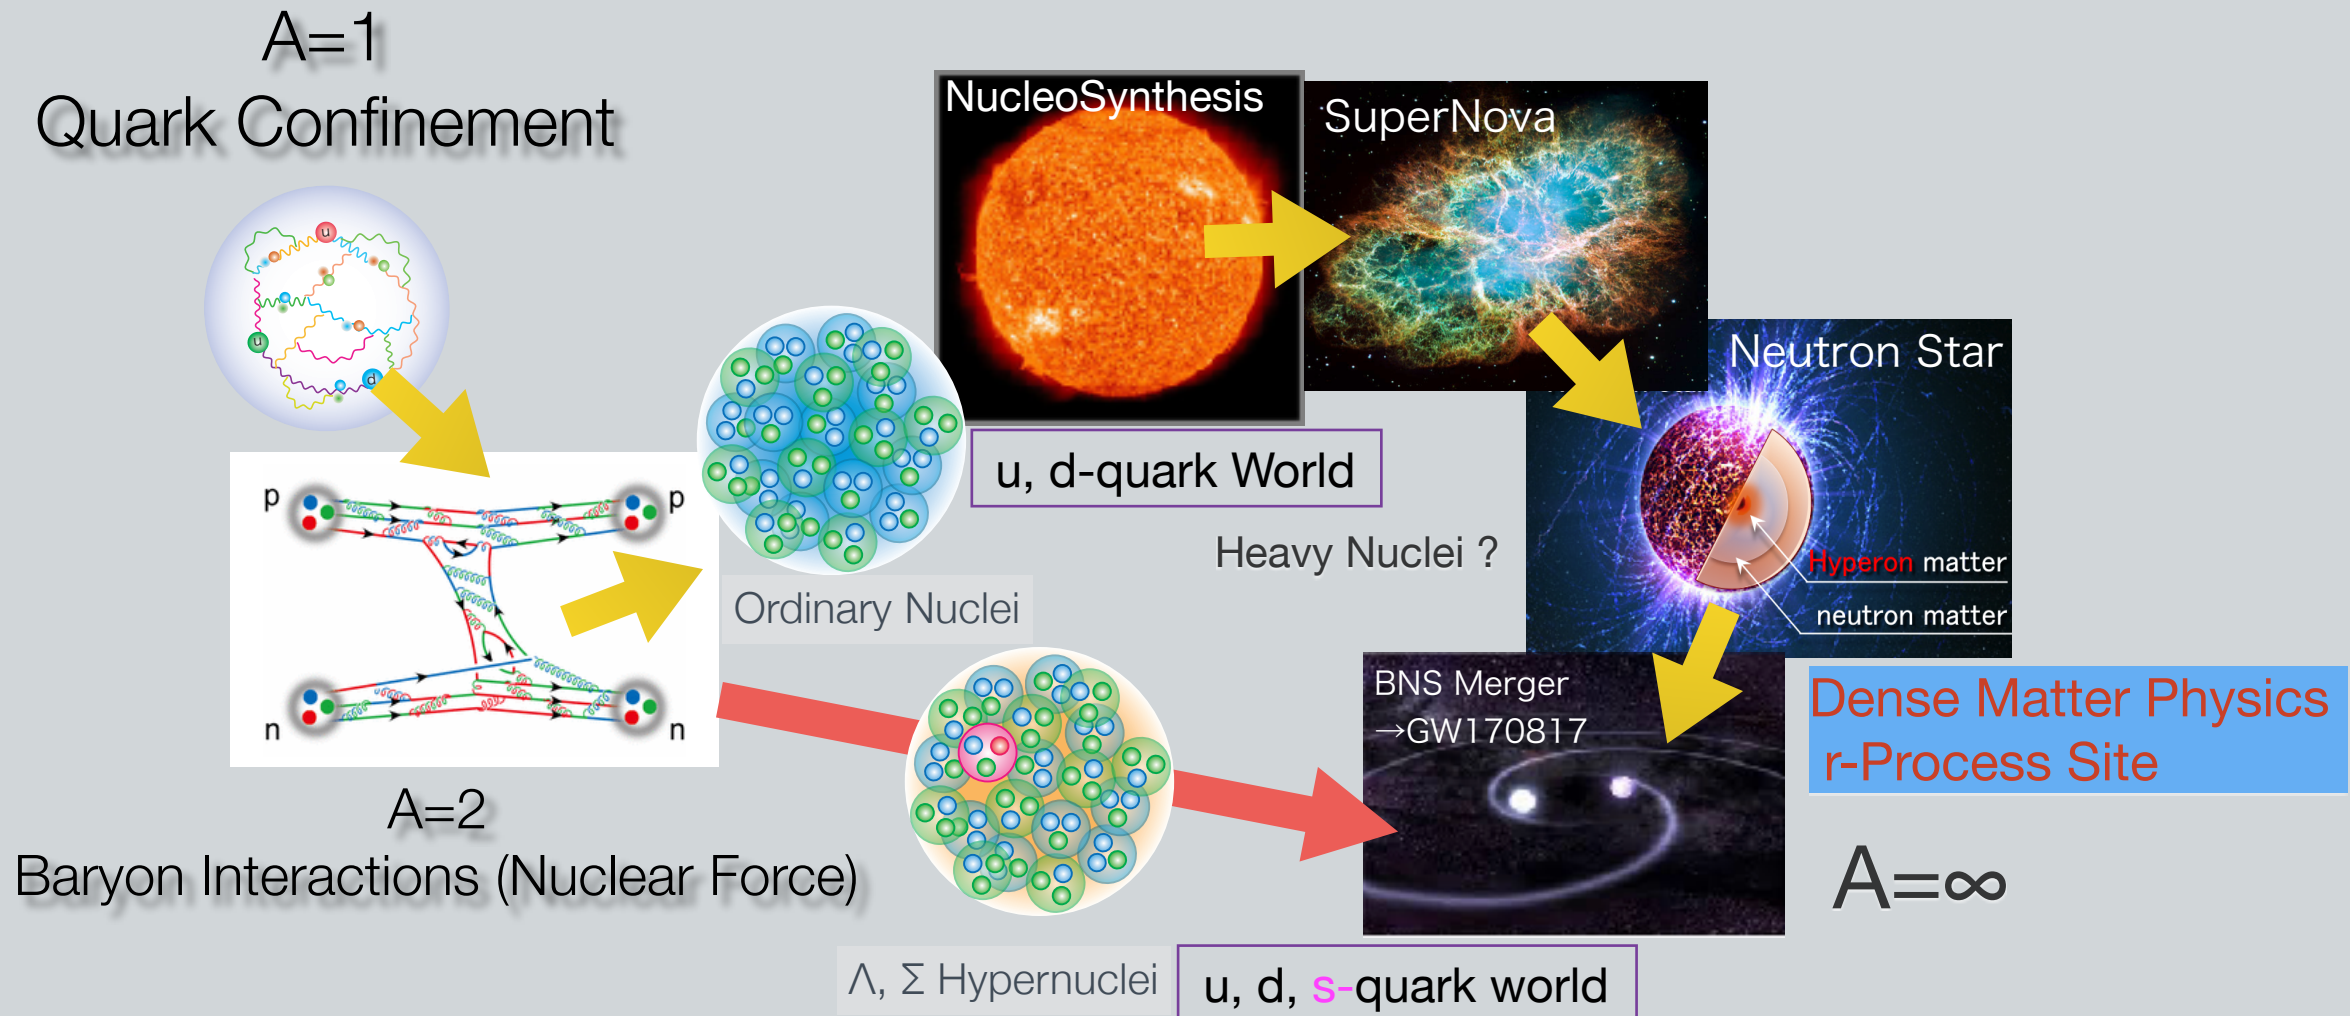 A=1
Quark Confinement
u
u
d
p
p
n
n
A=2
Baryon Interactions (Nuclear Force)
Ordinary Nuclei
NucleoSynthesis
SuperNova
u, d-quark World
Heavy Nuclei ?
Neutron Star
Hyperon matter
neutron matter
BNS Merger
→GW170817
Dense Matter Physics
r-Process Site
A=∞
Λ, Σ Hypernuclei
u, d, s-quark world